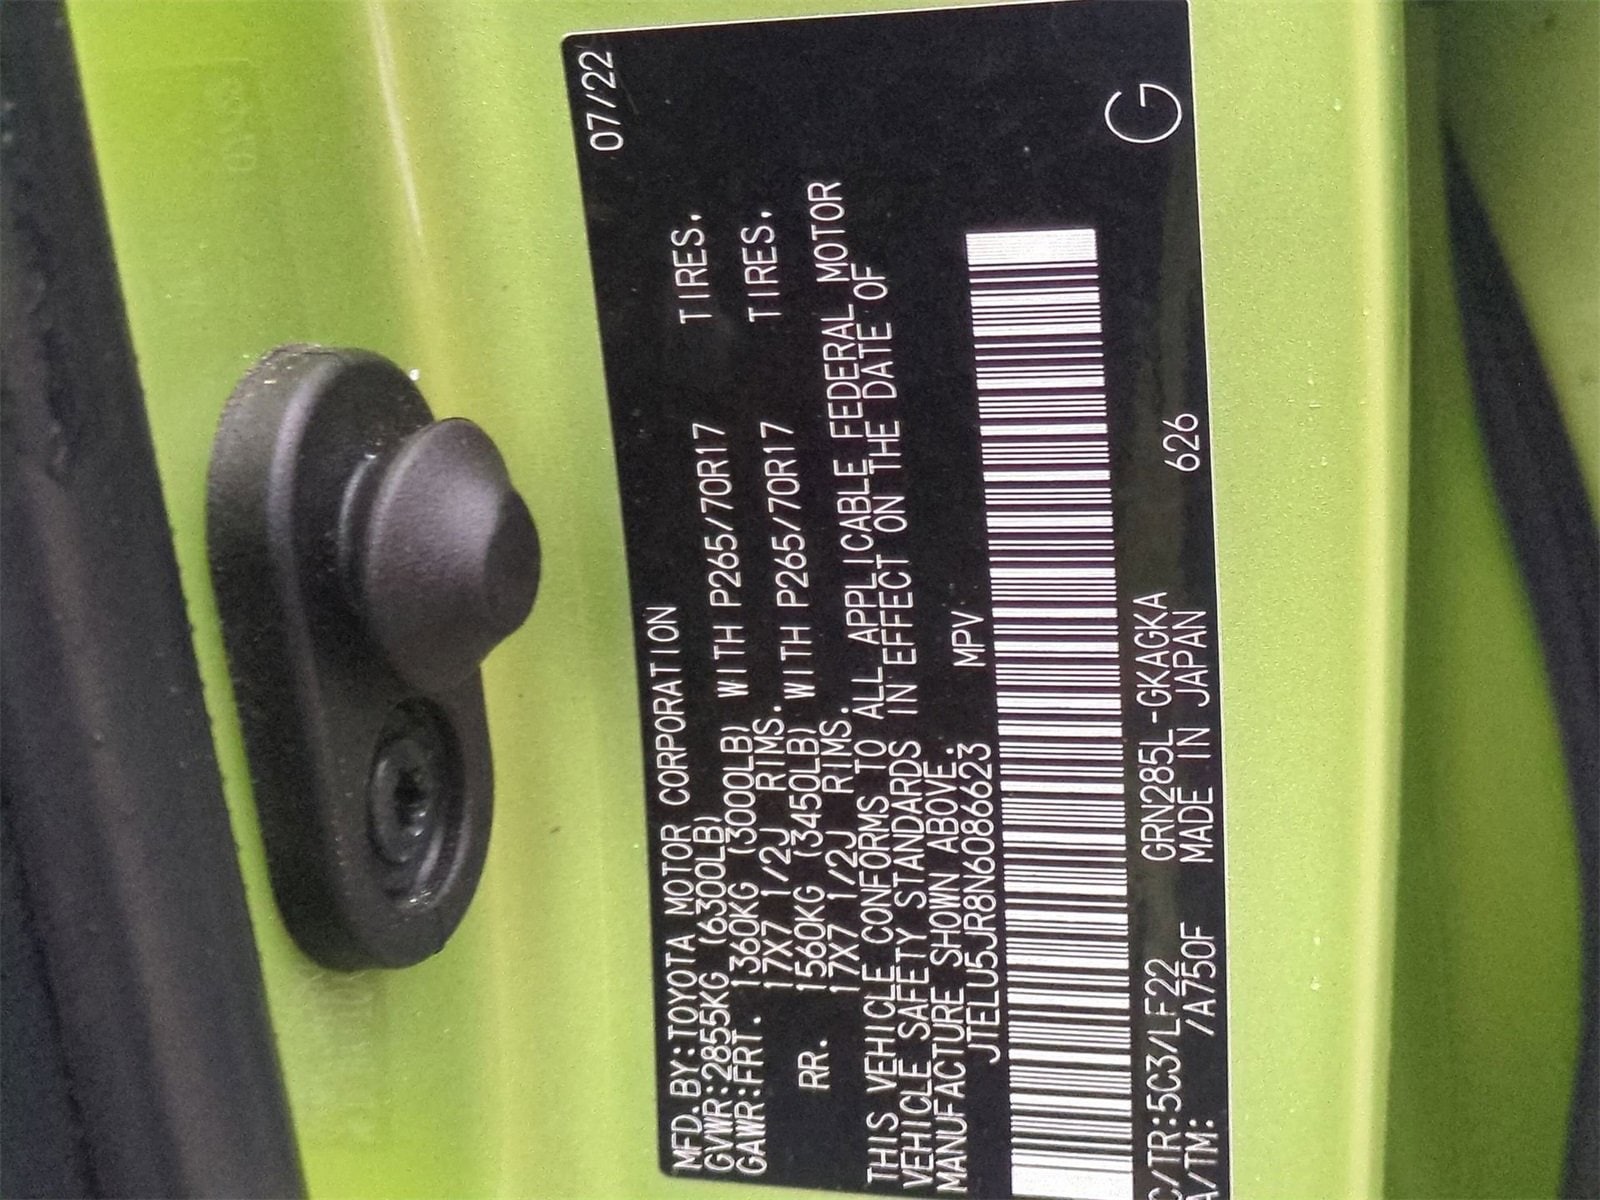 07/22
MFD.BY:TOYOTA MOTOR CORPORATION
GVWR:2855KG (6300LB)
GAWR:FRT. 1360KG (3000LB) WITH P265/70R17 TIRES.
17X7 1/2J RIMS.
RR. 1560KG (3450LB) WITH P265/70R17 TIRES.
17X7 1/2J RIMS.
THIS VEHICLE CONFORMS TO ALL APPLICABLE FEDERAL MOTOR
VEHICLE SAFETY STANDARDS IN EFFECT ON THE DATE OF
MANUFACTURE SHOWN ABOVE.
JTELU5JR8N6086623 MPV
C/TR:5C3/LF22 GRN285L-GKAGKA
A/TM: /A750F MADE IN JAPAN 626
G